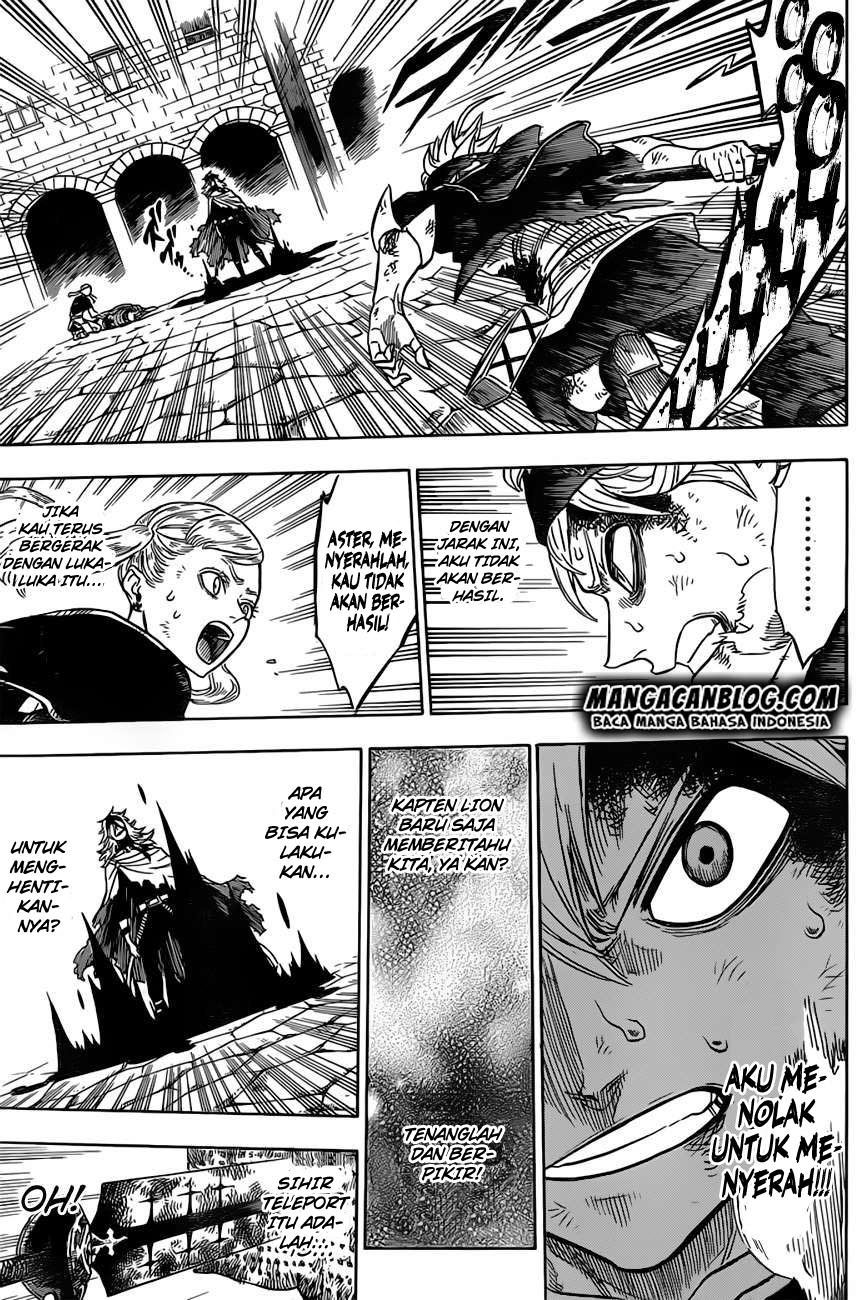 .........
DENGAN
JARAK INI,
AKU TIDAK
AKAN BER-
HASIL.
ASTER, ME-
NYERAHLAH,
KAU TIDAK
AKAN BER-
HASIL!
JIKA
KAU TERUS
BERGERAK
DENGAN LUKA-
LUKA ITU...
MANGACANBLOG.COM
BACA MANGA BAHASA INDONESIA
AKU ME-
NOLAK
UNTUK ME-
NYERAH!!!
KAPTEN LION
BARU SAJA
MEMBERITAHU
KITA, YA KAN?
TENANGLAH
DAN BER-
PIKIR!
APA
YANG
BISA KU-
LAKU-
KAN...
UNTUK
MENG-
HENTI-
KAN-
NYA?
SIHIR
TELEPORT
ITU ADA-
LAH...
OH!